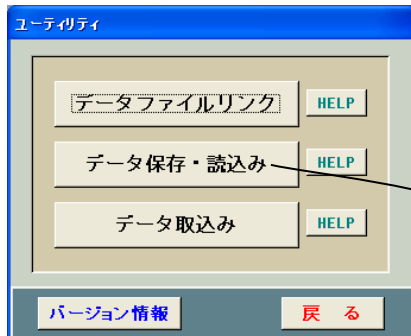 ユーティリティ
データファイルリンク HELP
データ保存・読込み HELP
データ取込み HELP
バージョン情報 戻 る